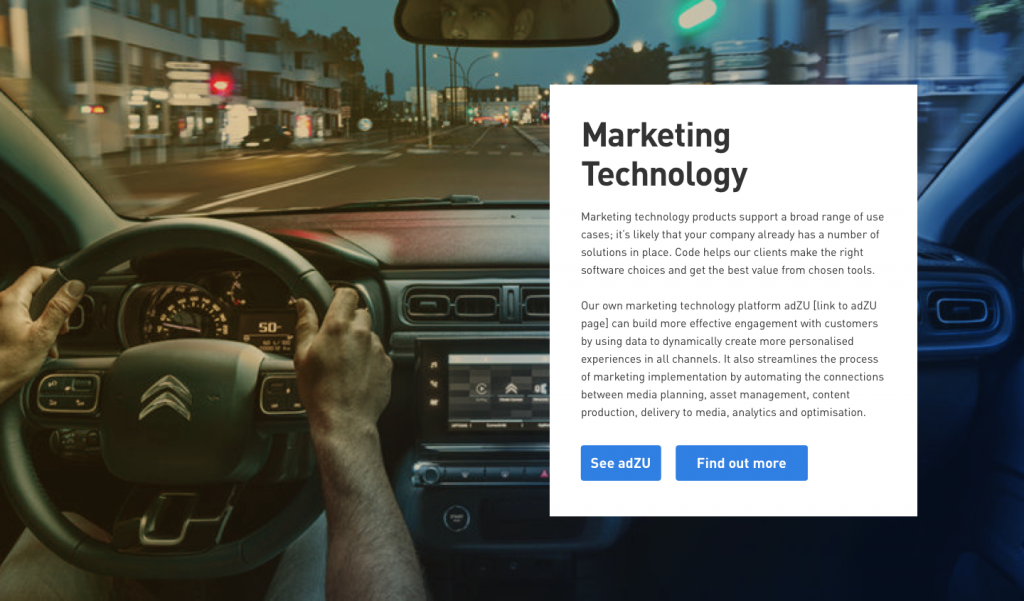 Marketing
Technology
Marketing technology products support a broad range of use
cases; it's likely that your company already has a number of
solutions in place. Code helps our clients make the right
software choices and get the best value from chosen tools.
Our own marketing technology platform adZU [link to adZU
page] can build more effective engagement with customers
by using data to dynamically create more personalised
experiences in all channels. It also streamlines the process
of marketing implementation by automating the connections
between media planning, asset management, content
production, delivery to media, analytics and optimisation.
See adZU
Find out more
50